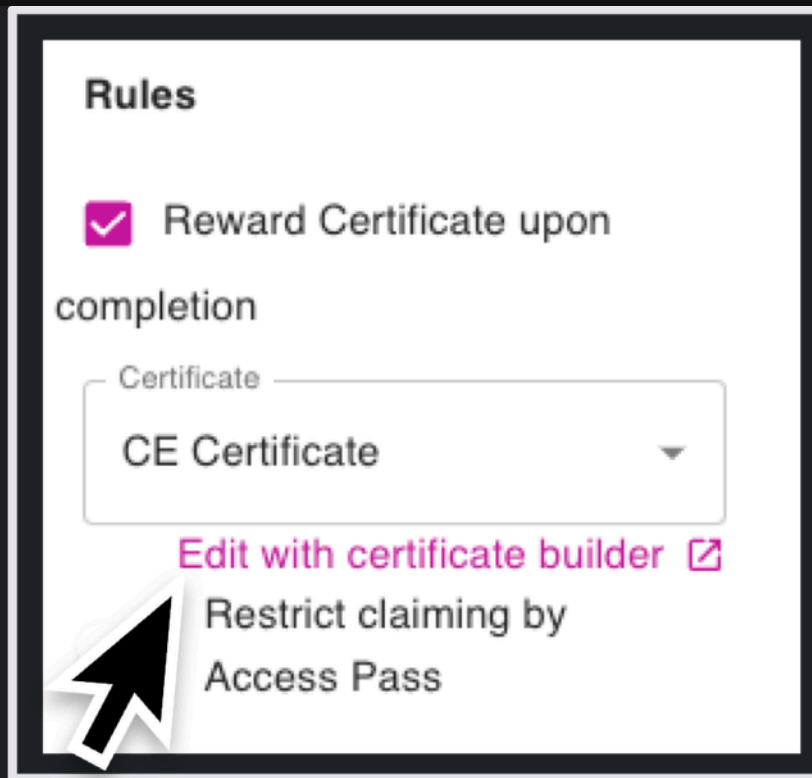 Rules
Reward Certificate upon
completion
Certificate
CE Certificate
Edit with certificate builder
Restrict claiming by
Access Pass